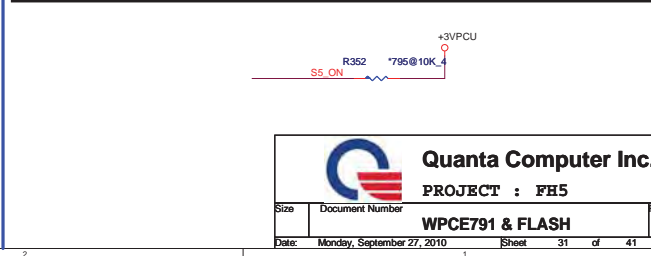 +3VPCU
R352 *795@10K_4
S5_ON
Quanta Computer Inc.
PROJECT : FH5
Size Document Number
WPCE791 & FLASH
Date: Monday, September 27, 2010 Sheet 31 of 41
2 1